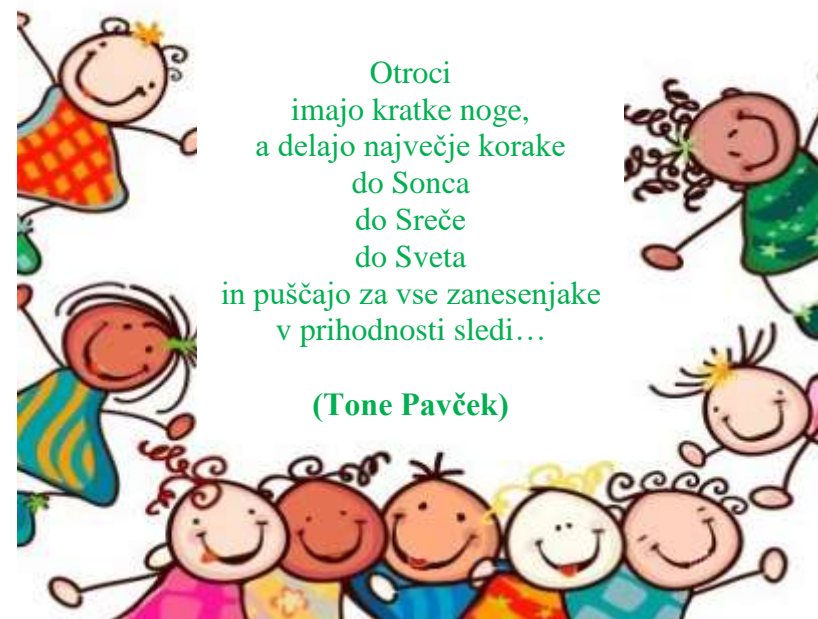 Otroci
imajo kratke noge,
a delajo največje korake
do Sonca
do Sreče
do Sveta
in puščajo za vse zanesenjake
v prihodnosti sledi…
(Tone Pavček)